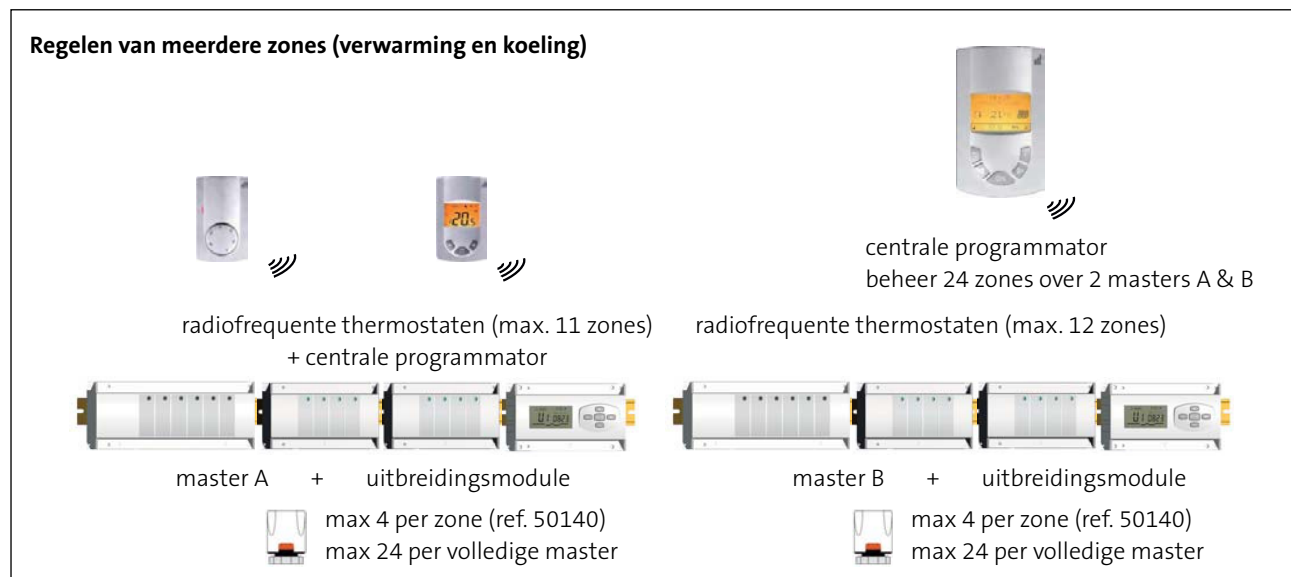 Regelen van meerdere zones (verwarming en koeling)
20.5
centrale programmator
beheer 24 zones over 2 masters A & B
radiofrequente thermostaten (max. 11 zones)
+ centrale programmator
radiofrequente thermostaten (max. 12 zones)
master A + uitbreidingsmodule
max 4 per zone (ref. 50140)
max 24 per volledige master
master B + uitbreidingsmodule
max 4 per zone (ref. 50140)
max 24 per volledige master